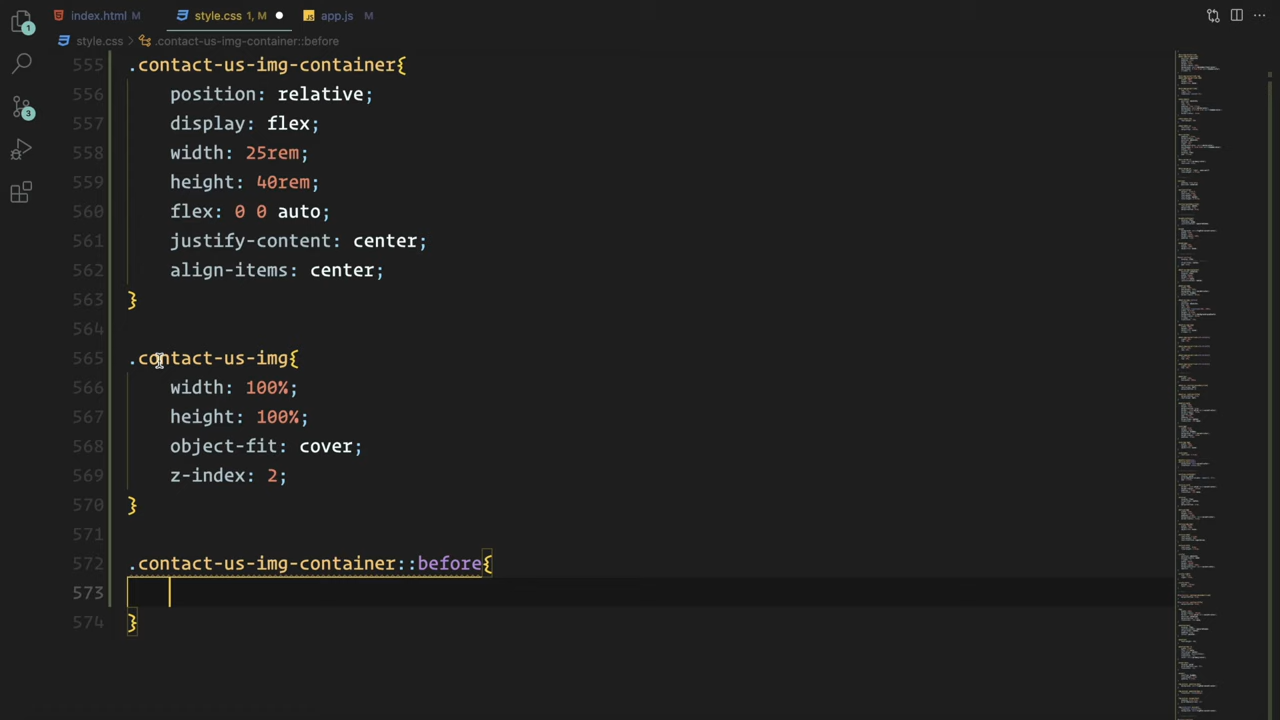 1
index.html M
style.css 1, M
app.js M
style.css > .contact-us-img-container::before
555 .contact-us-img-container{
556 position: relative;
557 display: flex;
558 width: 25rem;
559 height: 40rem;
560 flex: 0 0 auto;
561 justify-content: center;
562 align-items: center;
563 }
564
565 .contact-us-img{
566 width: 100%;
567 height: 100%;
568 object-fit: cover;
569 z-index: 2;
570 }
571
572 .contact-us-img-container::before{
573
574 }
3